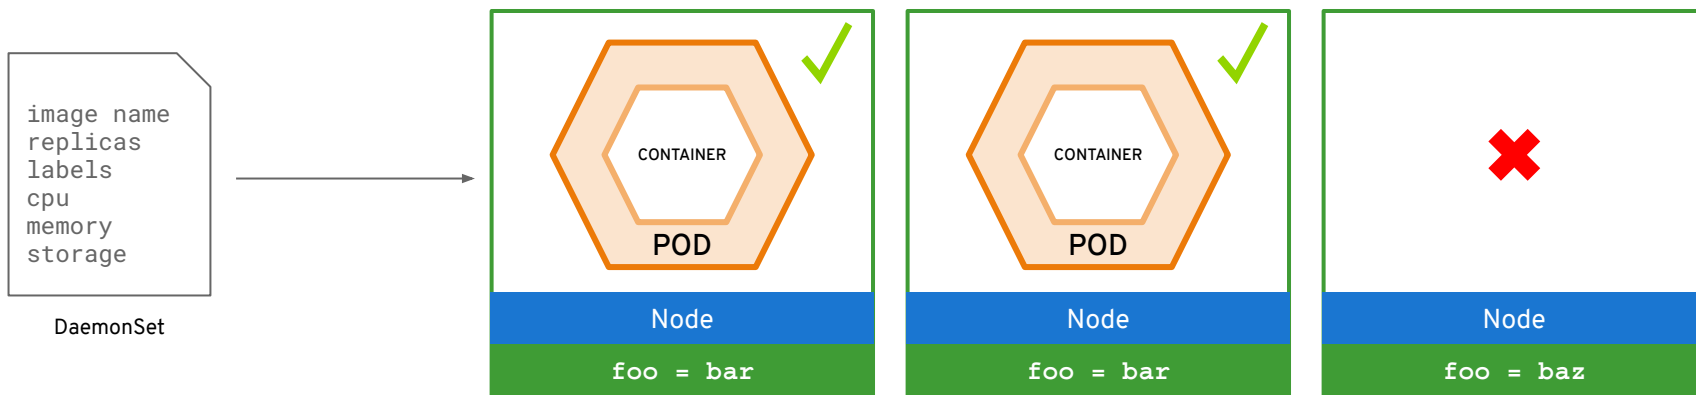 image name
replicas
labels
cpu
memory
storage
DaemonSet
CONTAINER
POD
Node
foo = bar
CONTAINER
POD
Node
foo = bar
Node
foo = baz